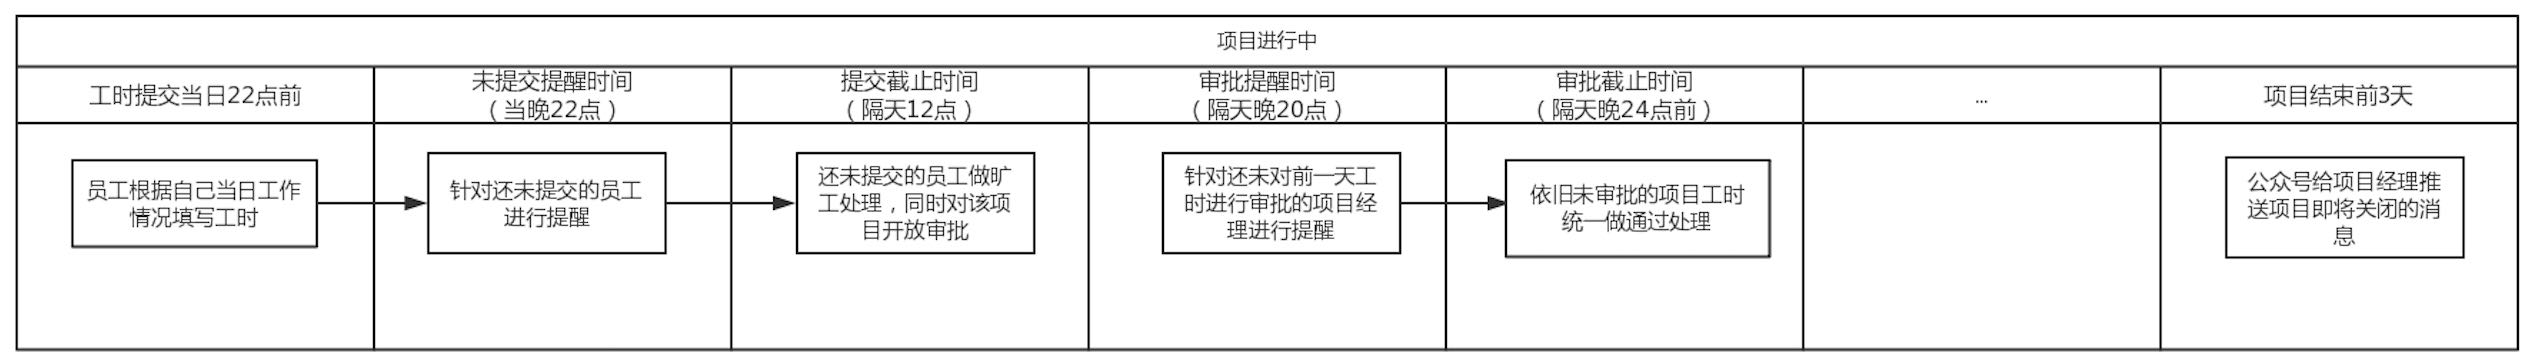 项目进行中
工时提交当日22点前
未提交提醒时间
（当晚22点）
提交截止时间
（隔天12点）
审批提醒时间
（隔天晚20点）
审批截止时间
（隔天晚24点前）
...
项目结束前3天
员工根据自己当日工作
情况填写工时
针对还未提交的员工
进行提醒
还未提交的员工做旷
工处理，同时对该项
目开放审批
针对还未对前一天工
时进行审批的项目经
理进行提醒
依旧未审批的项目工时
统一做通过处理
公众号给项目经理推
送项目即将关闭的消
息